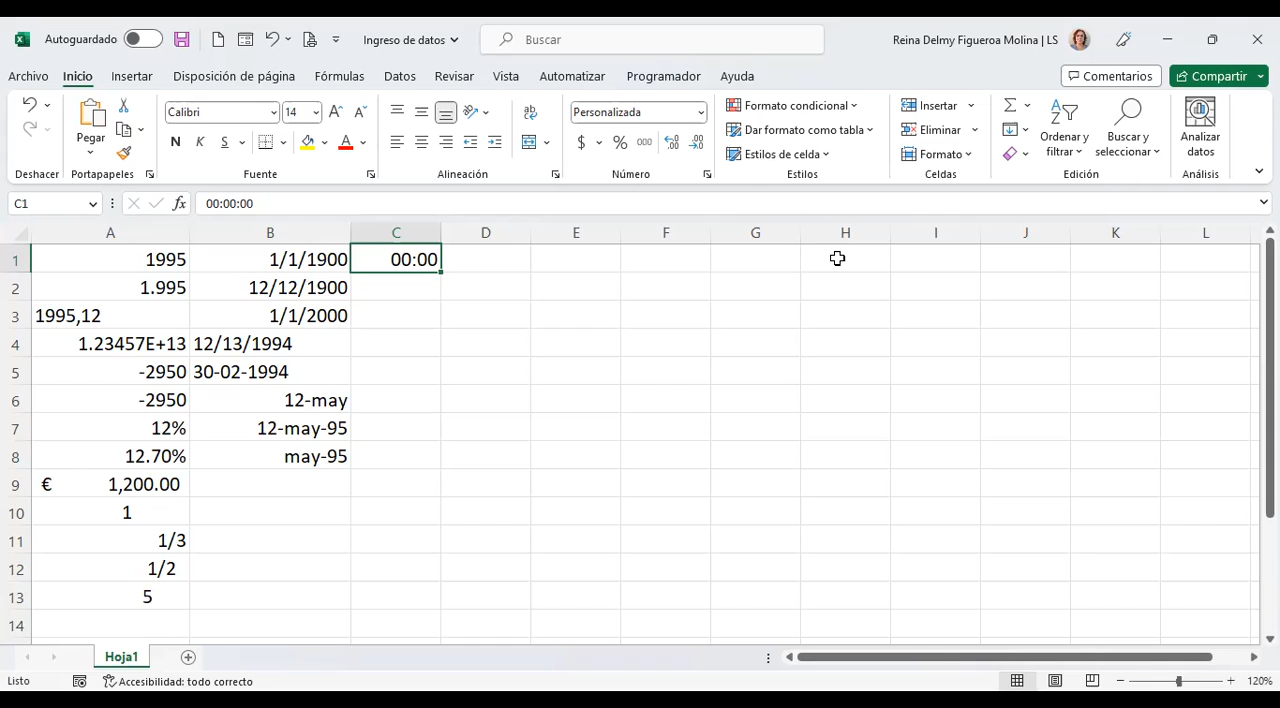 Autoguardado
Ingreso de datos
Buscar
Reina Delmy Figueroa Molina | LS
Archivo Inicio Insertar Disposición de página Fórmulas Datos Revisar Vista Automatizar Programador Ayuda
Comentarios Compartir
Pegar
Calibri 14
N K S
Personalizada
$ % 000
Formato condicional
Dar formato como tabla
Estilos de celda
Insertar
Eliminar
Formato
Ordenar y
filtrar
Buscar y
seleccionar
Analizar
datos
Deshacer Portapapeles Fuente Alineación Número Estilos Celdas Edición Análisis
C1 fx 00:00:00
A B C D E F G H I J K L
1 1995 1/1/1900 00:00
2 1.995 12/12/1900
3 1995,12 1/1/2000
4 1.23457E+13 12/13/1994
5 -2950 30-02-1994
6 -2950 12-may
7 12% 12-may-95
8 12.70% may-95
9 € 1,200.00
10 1
11 1/3
12 1/2
13 5
14
Hoja1
Listo Accesibilidad: todo correcto 120%